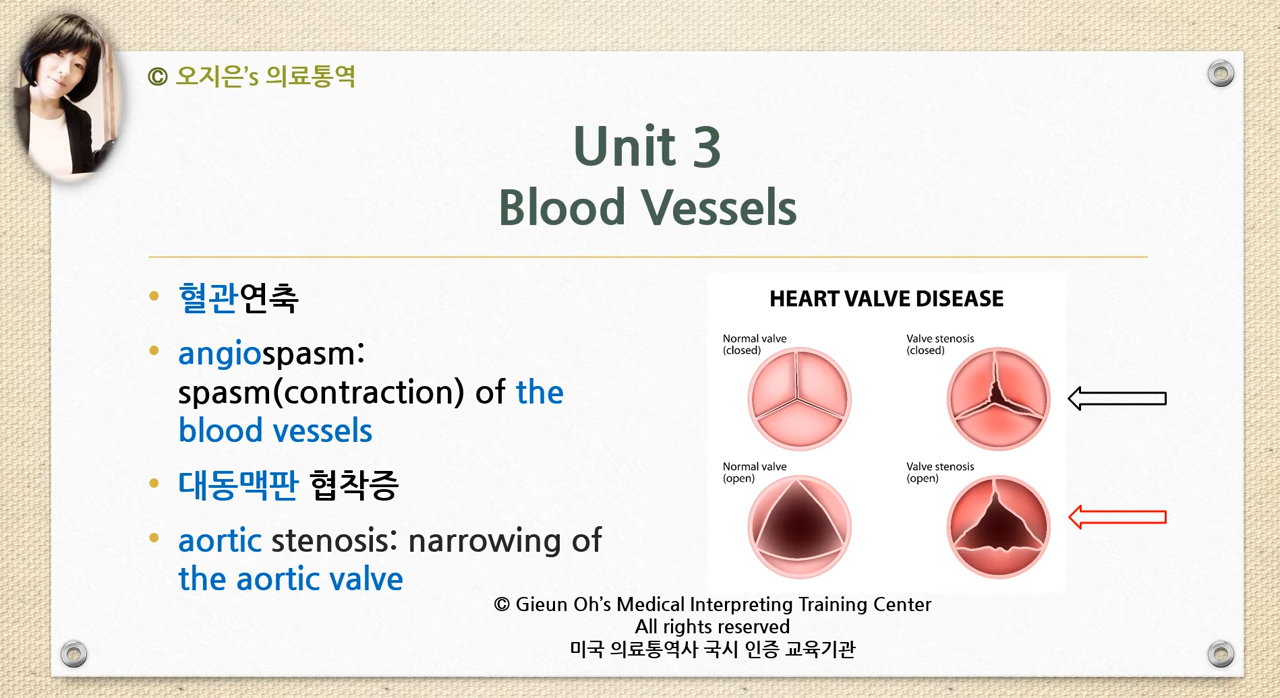 © 오지은's 의료통역
Unit 3
Blood Vessels
• 혈관연축
• angiospasm:
spasm(contraction) of the
blood vessels
• 대동맥판 협착증
• aortic stenosis: narrowing of
the aortic valve
HEART VALVE DISEASE
Normal valve
(closed)
Valve stenosis
(closed)
Normal valve
(open)
Valve stenosis
(open)
© Gieun Oh's Medical Interpreting Training Center
All rights reserved
미국 의료통역사 국시 인증 교육기관